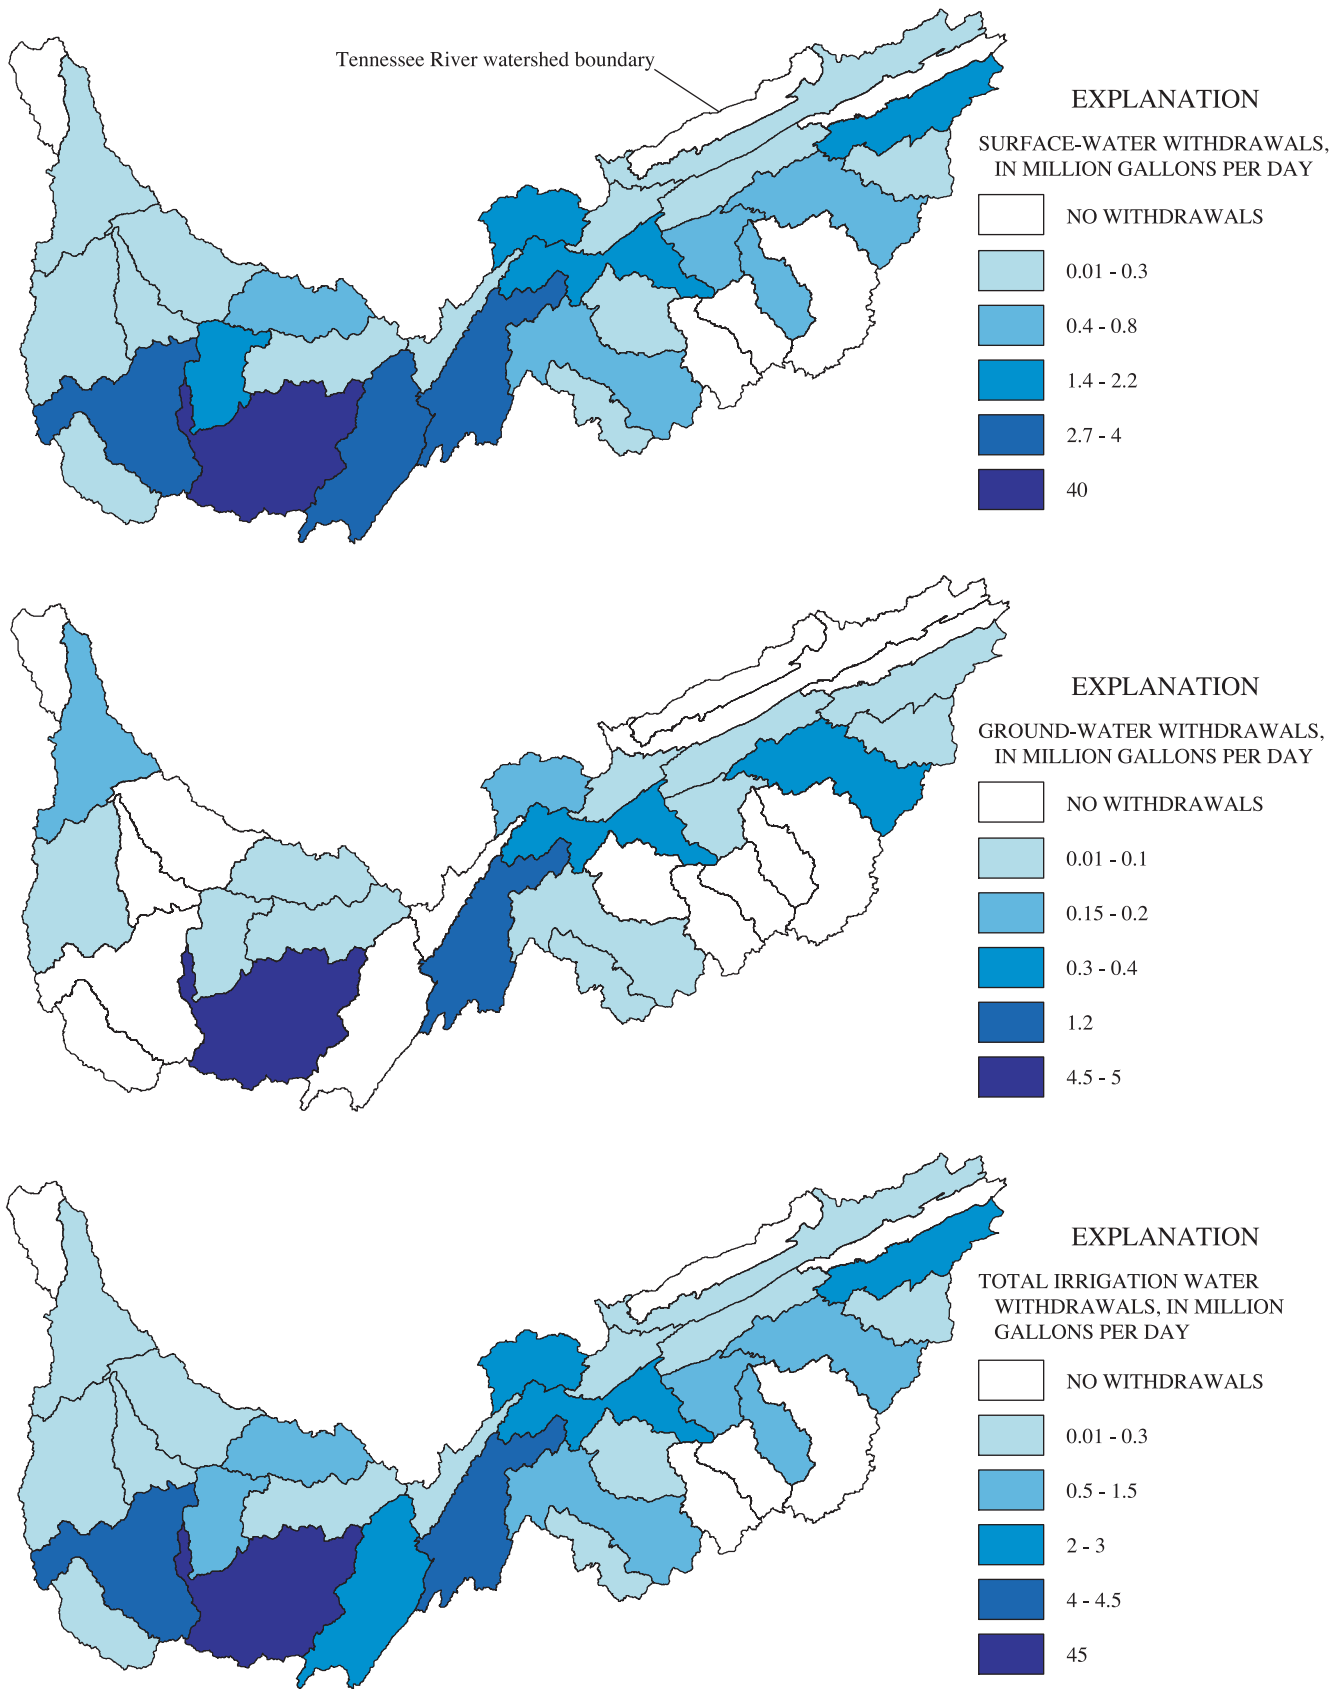 Tennessee River watershed boundary
EXPLANATION
SURFACE-WATER WITHDRAWALS,
IN MILLION GALLONS PER DAY
NO WITHDRAWALS
0.01 - 0.3
0.4 - 0.8
1.4 - 2.2
2.7 - 4
40
EXPLANATION
GROUND-WATER WITHDRAWALS,
IN MILLION GALLONS PER DAY
NO WITHDRAWALS
0.01 - 0.1
0.15 - 0.2
0.3 - 0.4
1.2
4.5 - 5
EXPLANATION
TOTAL IRRIGATION WATER
WITHDRAWALS, IN MILLION
GALLONS PER DAY
NO WITHDRAWALS
0.01 - 0.3
0.5 - 1.5
2 - 3
4 - 4.5
45